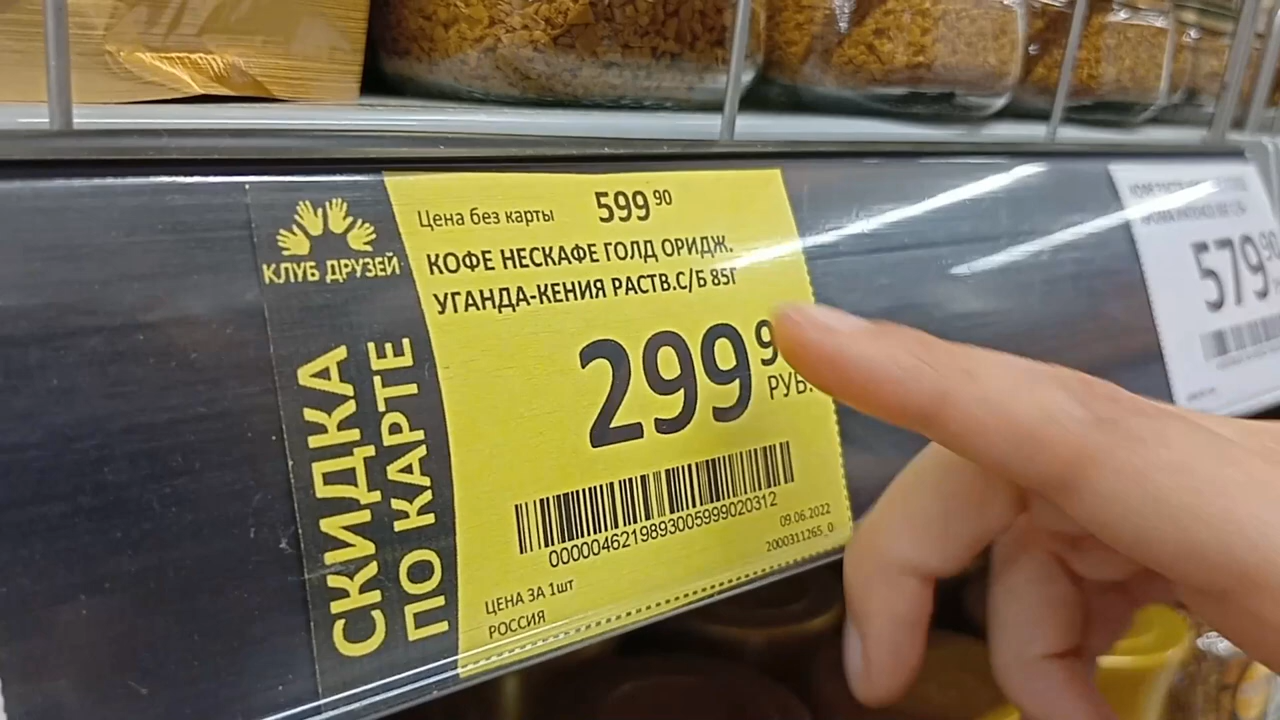 Цена без карты 599 90
КОФЕ НЕСКАФЕ ГОЛД ОРИДЖ.
УГАНДА-КЕНИЯ РАСТВ.С/Б 85Г
299 9
РУБ.
0000046219893005999020312
09.06.2022
2000311265_0
ЦЕНА ЗА 1шт
РОССИЯ
КЛУБ ДРУЗЕЙ
СКИДКА
ПО КАРТЕ
579 90